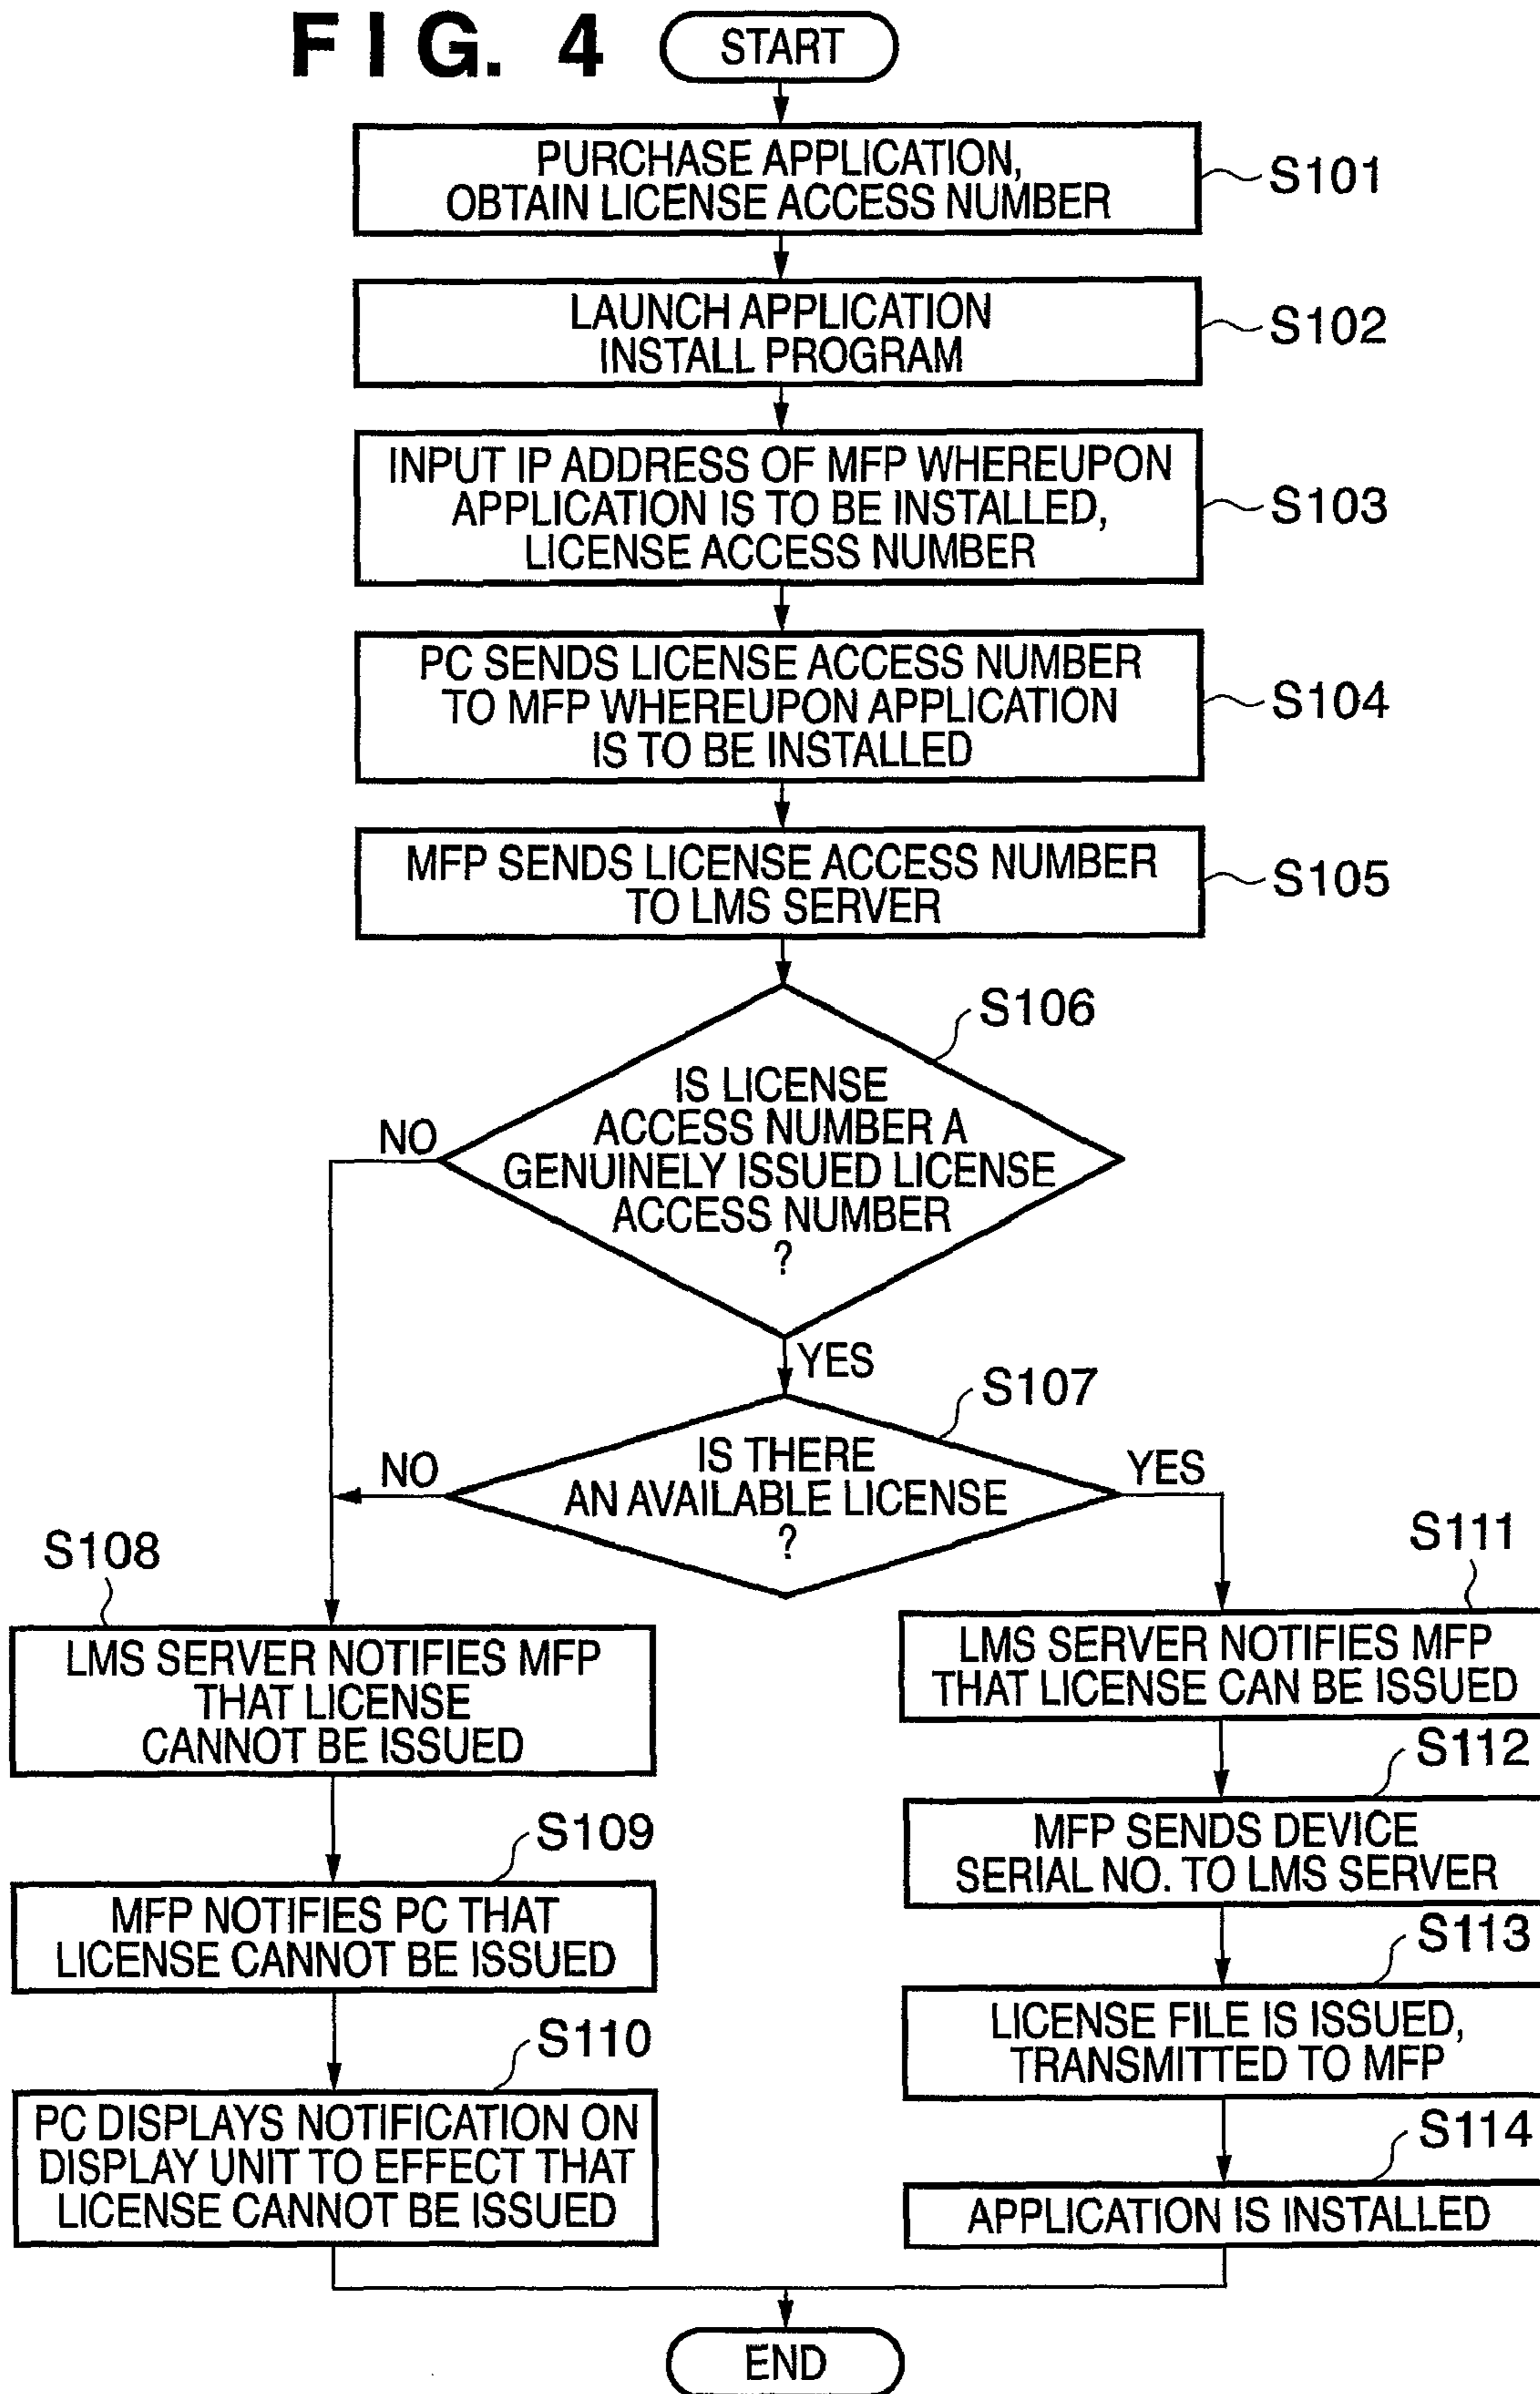 FIG. 4
START
PURCHASE APPLICATION,
OBTAIN LICENSE ACCESS NUMBER
S101
LAUNCH APPLICATION
INSTALL PROGRAM
S102
INPUT IP ADDRESS OF MFP WHEREUPON
APPLICATION IS TO BE INSTALLED,
LICENSE ACCESS NUMBER
S103
PC SENDS LICENSE ACCESS NUMBER
TO MFP WHEREUPON APPLICATION
IS TO BE INSTALLED
S104
MFP SENDS LICENSE ACCESS NUMBER
TO LMS SERVER
S105
S106
IS LICENSE
ACCESS NUMBER A
GENUINELY ISSUED LICENSE
ACCESS NUMBER
?
NO
YES
S107
IS THERE
AN AVAILABLE LICENSE
?
NO
YES
S108
LMS SERVER NOTIFIES MFP
THAT LICENSE
CANNOT BE ISSUED
S109
MFP NOTIFIES PC THAT
LICENSE CANNOT BE ISSUED
S110
PC DISPLAYS NOTIFICATION ON
DISPLAY UNIT TO EFFECT THAT
LICENSE CANNOT BE ISSUED
S111
LMS SERVER NOTIFIES MFP
THAT LICENSE CAN BE ISSUED
S112
MFP SENDS DEVICE
SERIAL NO. TO LMS SERVER
S113
LICENSE FILE IS ISSUED,
TRANSMITTED TO MFP
S114
APPLICATION IS INSTALLED
END